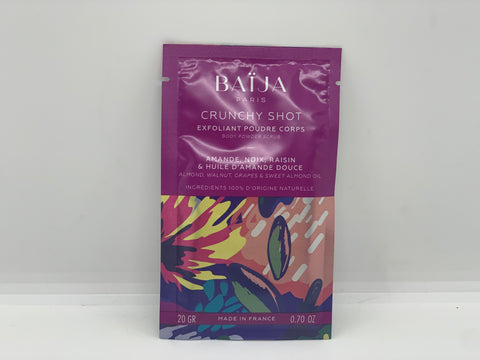 BAÏJA
PARIS
CRUNCHY SHOT
EXFOLIANT POUDRE CORPS
BODY POWDER SCRUB
AMANDE, NOIX, RAISIN
& HUILE D'AMANDE DOUCE
ALMOND, WALNUT, GRAPES & SWEET ALMOND OIL
INGRÉDIENTS 100% D'ORIGINE NATURELLE
20 GR MADE IN FRANCE 0.70 OZ